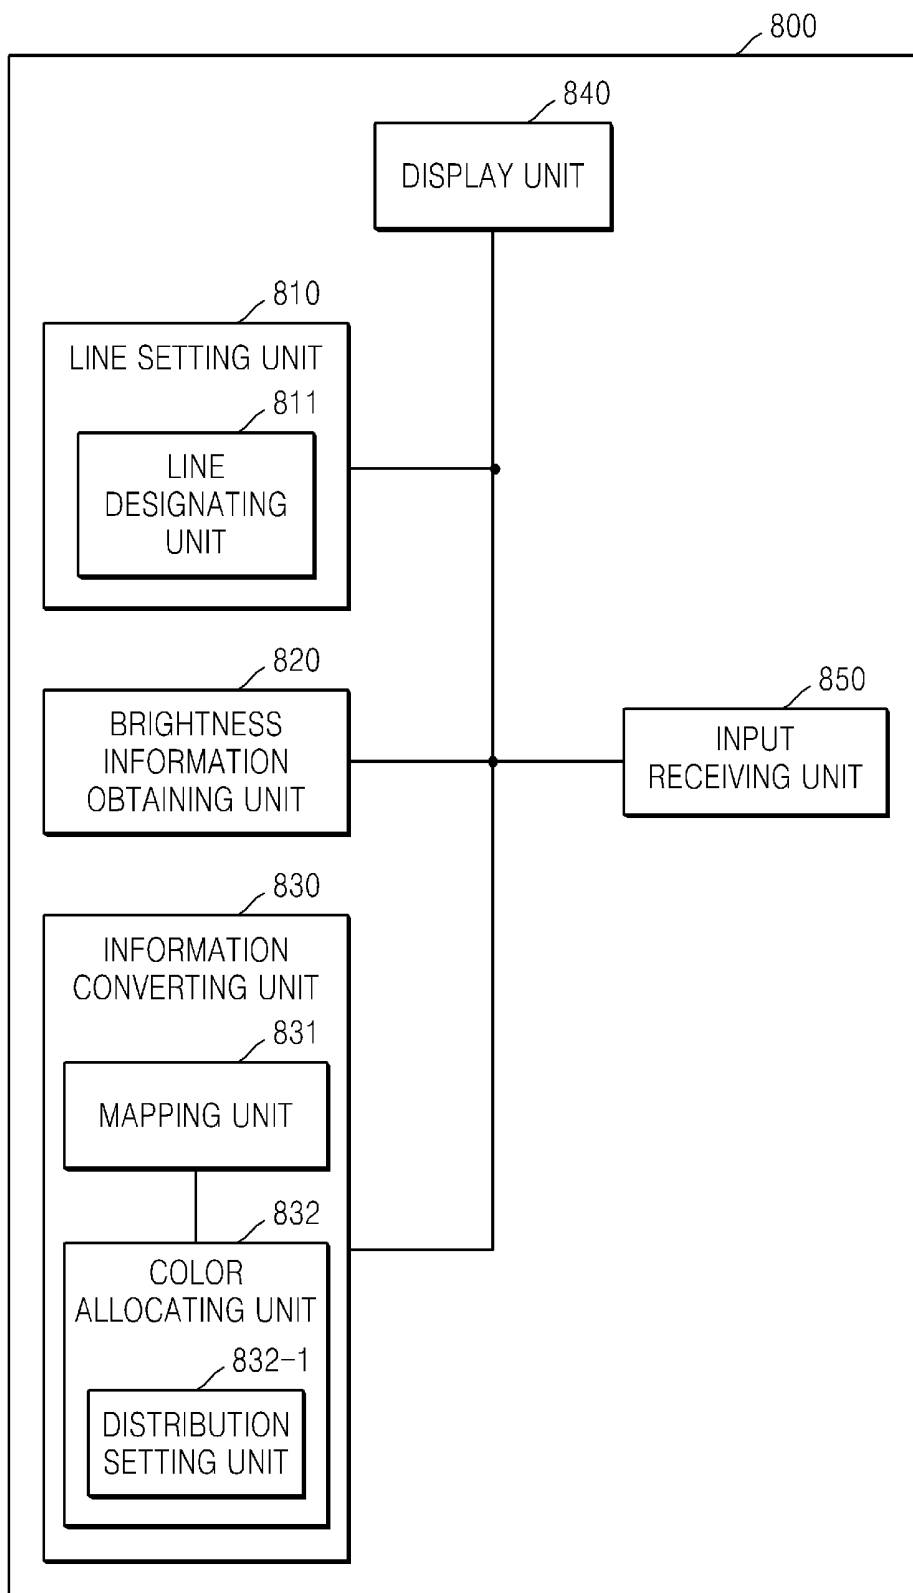 800
840
DISPLAY UNIT
810
LINE SETTING UNIT
811
LINE
DESIGNATING
UNIT
820
BRIGHTNESS
INFORMATION
OBTAINING UNIT
850
INPUT
RECEIVING UNIT
830
INFORMATION
CONVERTING UNIT
831
MAPPING UNIT
832
COLOR
ALLOCATING UNIT
832-1
DISTRIBUTION
SETTING UNIT